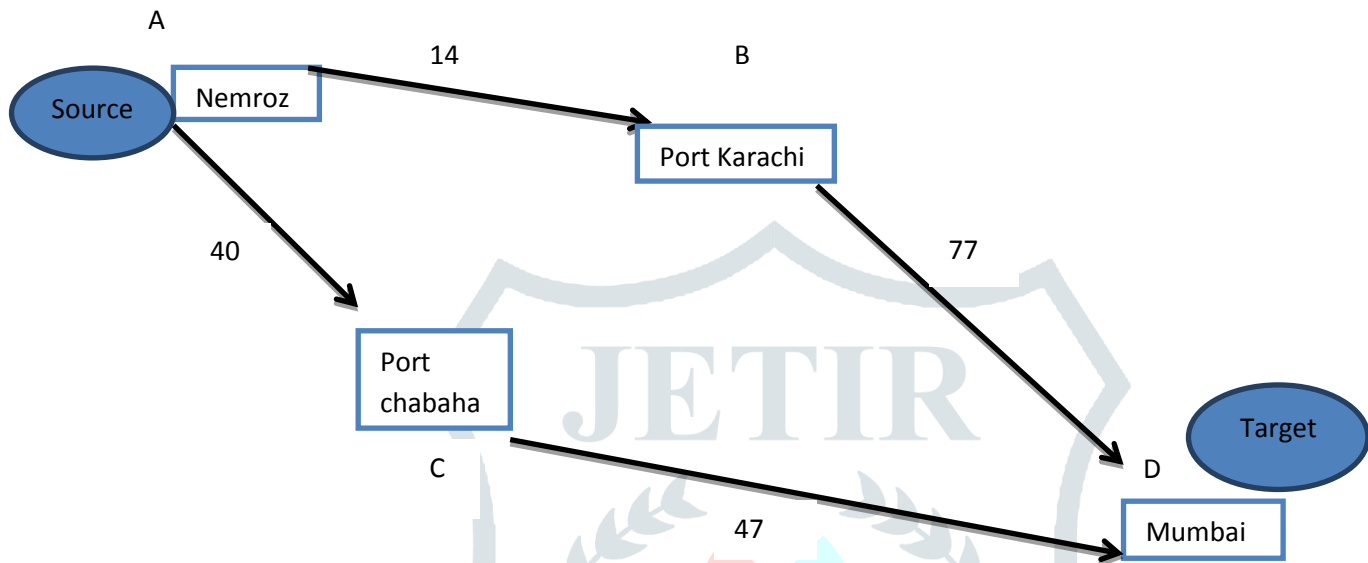 A
14
B
Source
Nemroz
Port Karachi
40
77
JETIR
Port
chabaha
Target
C
D
47
Mumbai